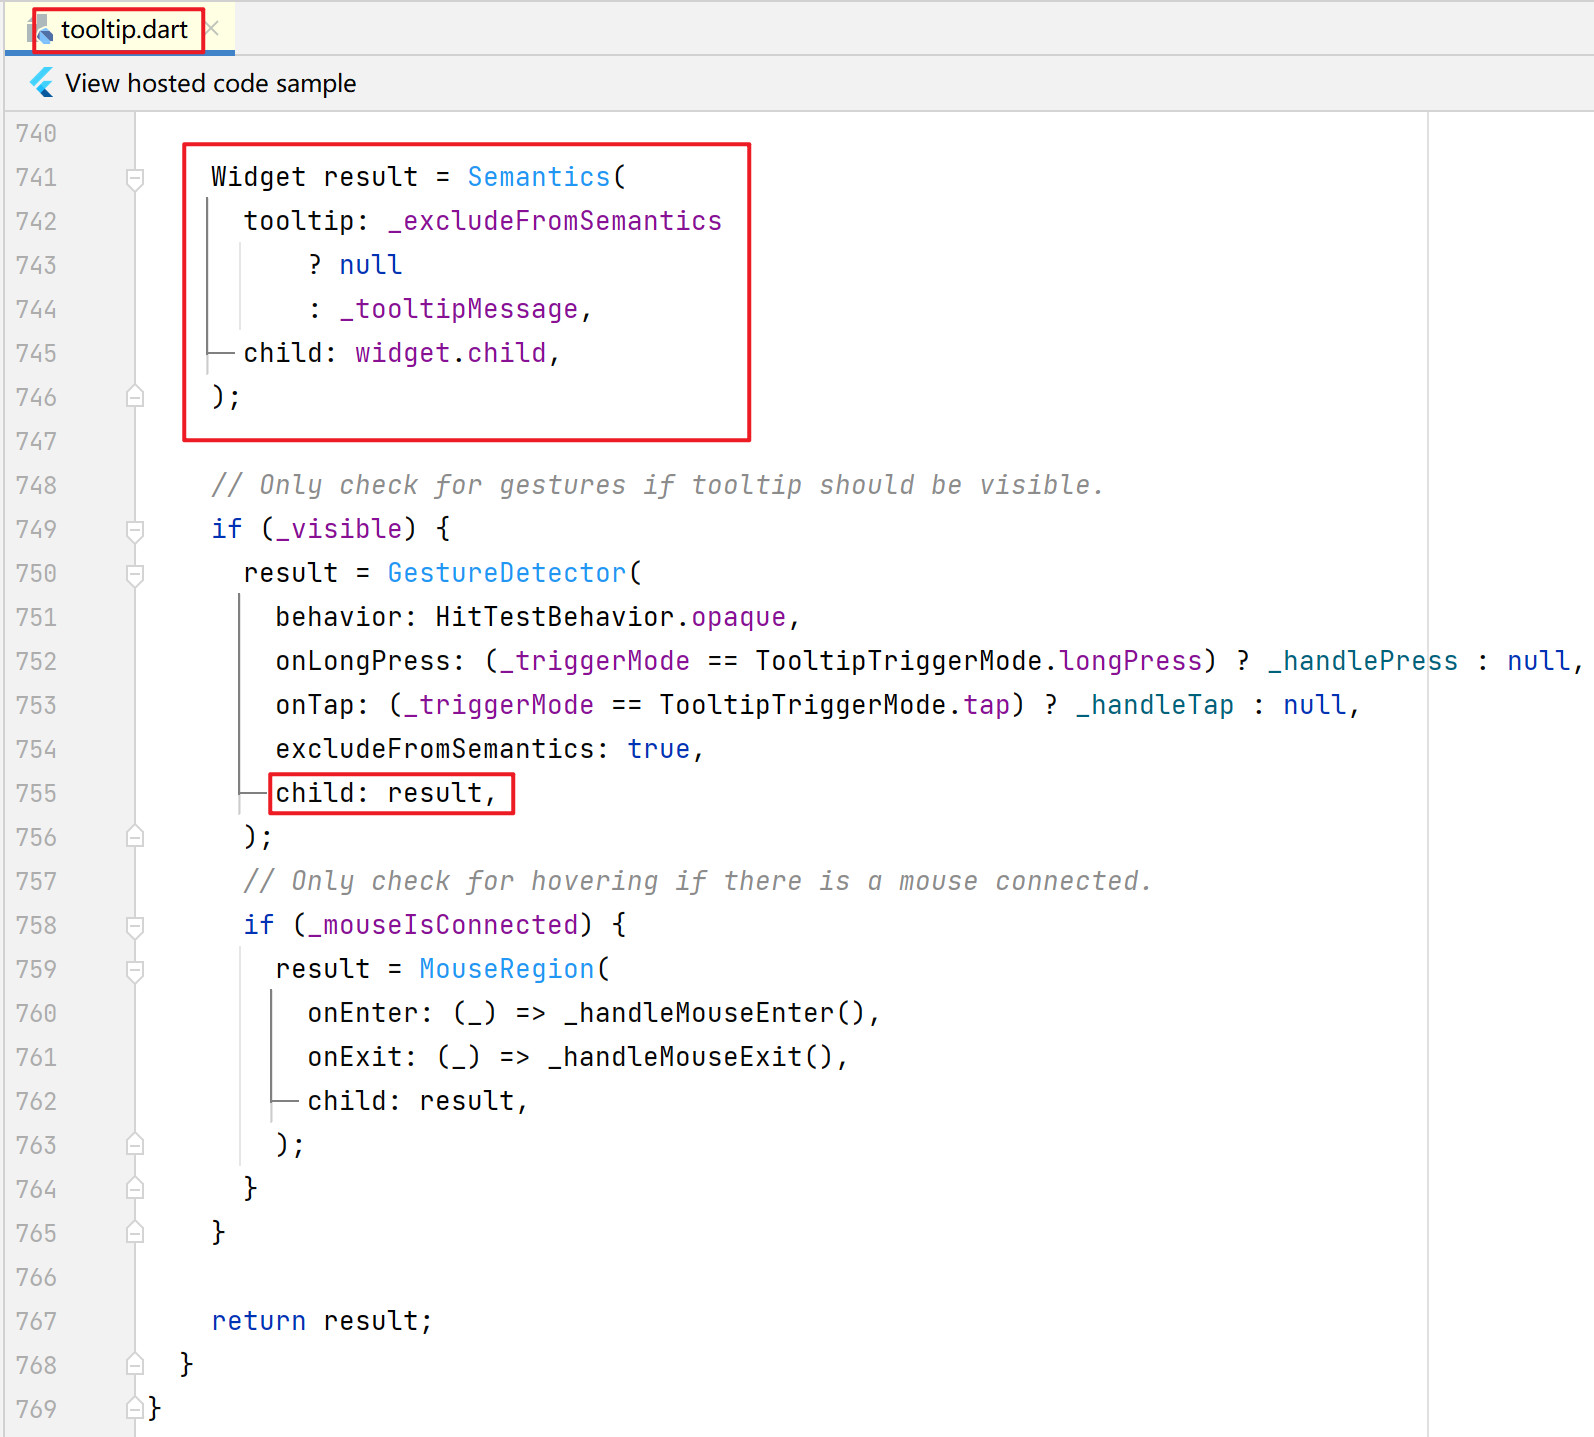 tooltip.dart
View hosted code sample
740
741 Widget result = Semantics(
742 tooltip: _excludeFromSemantics
743 ? null
744 : _tooltipMessage,
745 child: widget.child,
746 );
747
748 // Only check for gestures if tooltip should be visible.
749 if (_visible) {
750 result = GestureDetector(
751 behavior: HitTestBehavior.opaque,
752 onLongPress: (_triggerMode == TooltipTriggerMode.longPress) ? _handlePress : null,
753 onTap: (_triggerMode == TooltipTriggerMode.tap) ? _handleTap : null,
754 excludeFromSemantics: true,
755 child: result,
756 );
757 // Only check for hovering if there is a mouse connected.
758 if (_mouseIsConnected) {
759 result = MouseRegion(
760 onEnter: (_) => _handleMouseEnter(),
761 onExit: (_) => _handleMouseExit(),
762 child: result,
763 );
764 }
765 }
766
767 return result;
768 }
769 }